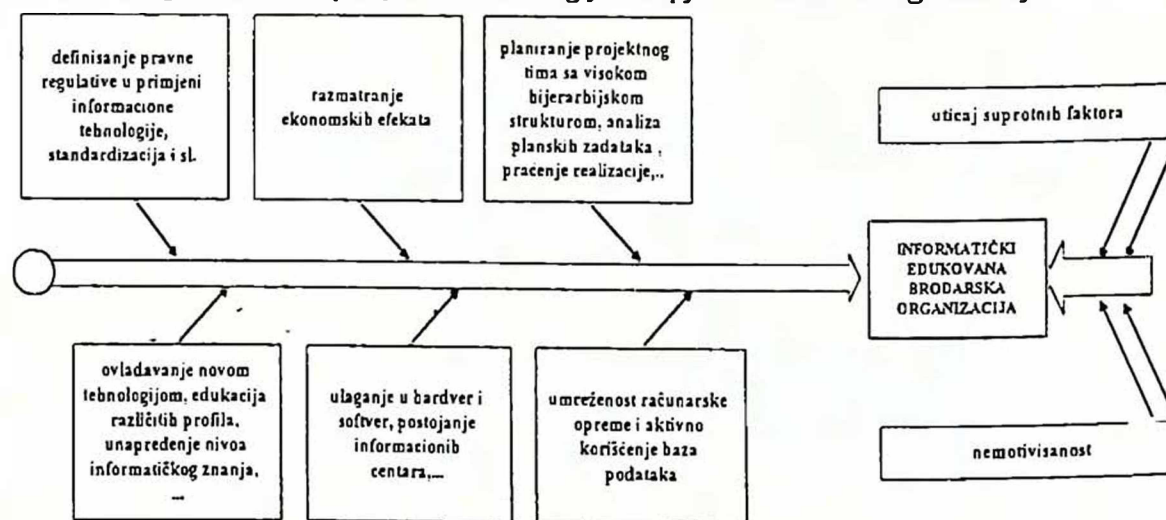 definisanje pravne
regulative u primjeni
informacione
tehnologije,
standardizacija i sl.
razmatranje
ekonomskih efekata
planiranje projektnog
tima sa visokom
hijerarhijskom
strukturom, analiza
planskih zadataka ,
praćenje realizacije,..
uticaj suprotnih faktora
INFORMATIČKI
EDUKOVANA
BRODARSKA
ORGANIZACIJA
ovladavanje novom
tehnologijom, edukacija
različitih profila,
unapređenje nivoa
informatičkog znanja,
...
ulaganje u hardver i
softver, postojanje
informacionih
centara,...
umreženost računarske
opreme i aktivno
korišćenje baza
podataka
nemotivisanost